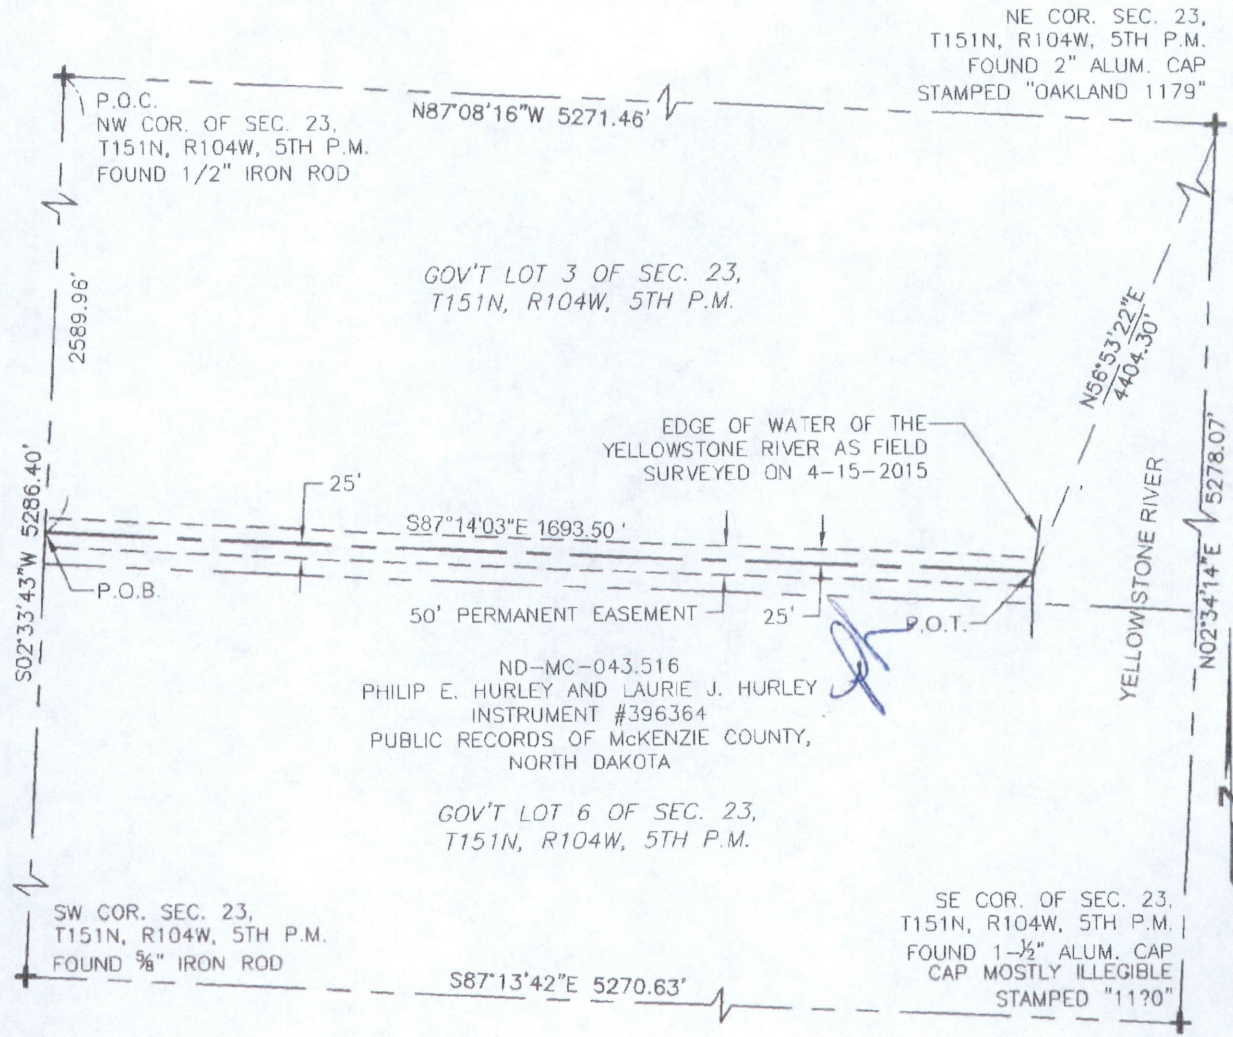 NE COR. SEC. 23,
T151N, R104W, 5TH P.M.
FOUND 2" ALUM. CAP
STAMPED "OAKLAND 1179"
P.O.C.
NW COR. OF SEC. 23,
T151N, R104W, 5TH P.M.
FOUND 1/2" IRON ROD
N87°08'16"W 5271.46'
2589.96'
GOV'T LOT 3 OF SEC. 23,
T151N, R104W, 5TH P.M.
N56°53'22"E
4404.30'
EDGE OF WATER OF THE
YELLOWSTONE RIVER AS FIELD
SURVEYED ON 4-15-2015
S02°33'43"W 5286.40'
25'
S87°14'03"E 1693.50'
YELLOWSTONE RIVER
N02°34'14"E 5278.07'
P.O.B.
50' PERMANENT EASEMENT
25'
P.O.T.
ND-MC-043.516
PHILIP E. HURLEY AND LAURIE J. HURLEY
INSTRUMENT #396364
PUBLIC RECORDS OF McKENZIE COUNTY,
NORTH DAKOTA
GOV'T LOT 6 OF SEC. 23,
T151N, R104W, 5TH P.M.
SW COR. SEC. 23,
T151N, R104W, 5TH P.M.
FOUND 5/8" IRON ROD
S87°13'42"E 5270.63'
SE COR. OF SEC. 23,
T151N, R104W, 5TH P.M.
FOUND 1-1/2" ALUM. CAP
CAP MOSTLY ILLEGIBLE
STAMPED "11?0"